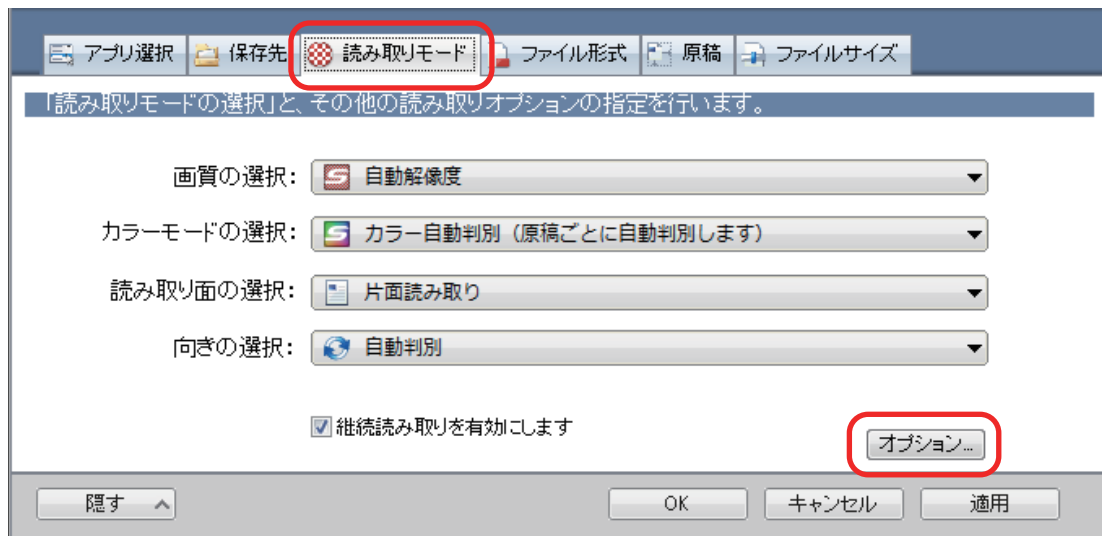 アプリ選択 保存先 読み取りモード ファイル形式 原稿 ファイルサイズ
「読み取りモードの選択」と、その他の読み取りオプションの指定を行います。
画質の選択: 自動解像度
カラーモードの選択: カラー自動判別（原稿ごとに自動判別します）
読み取り面の選択: 片面読み取り
向きの選択: 自動判別
継続読み取りを有効にします
オプション...
隠す OK キャンセル 適用